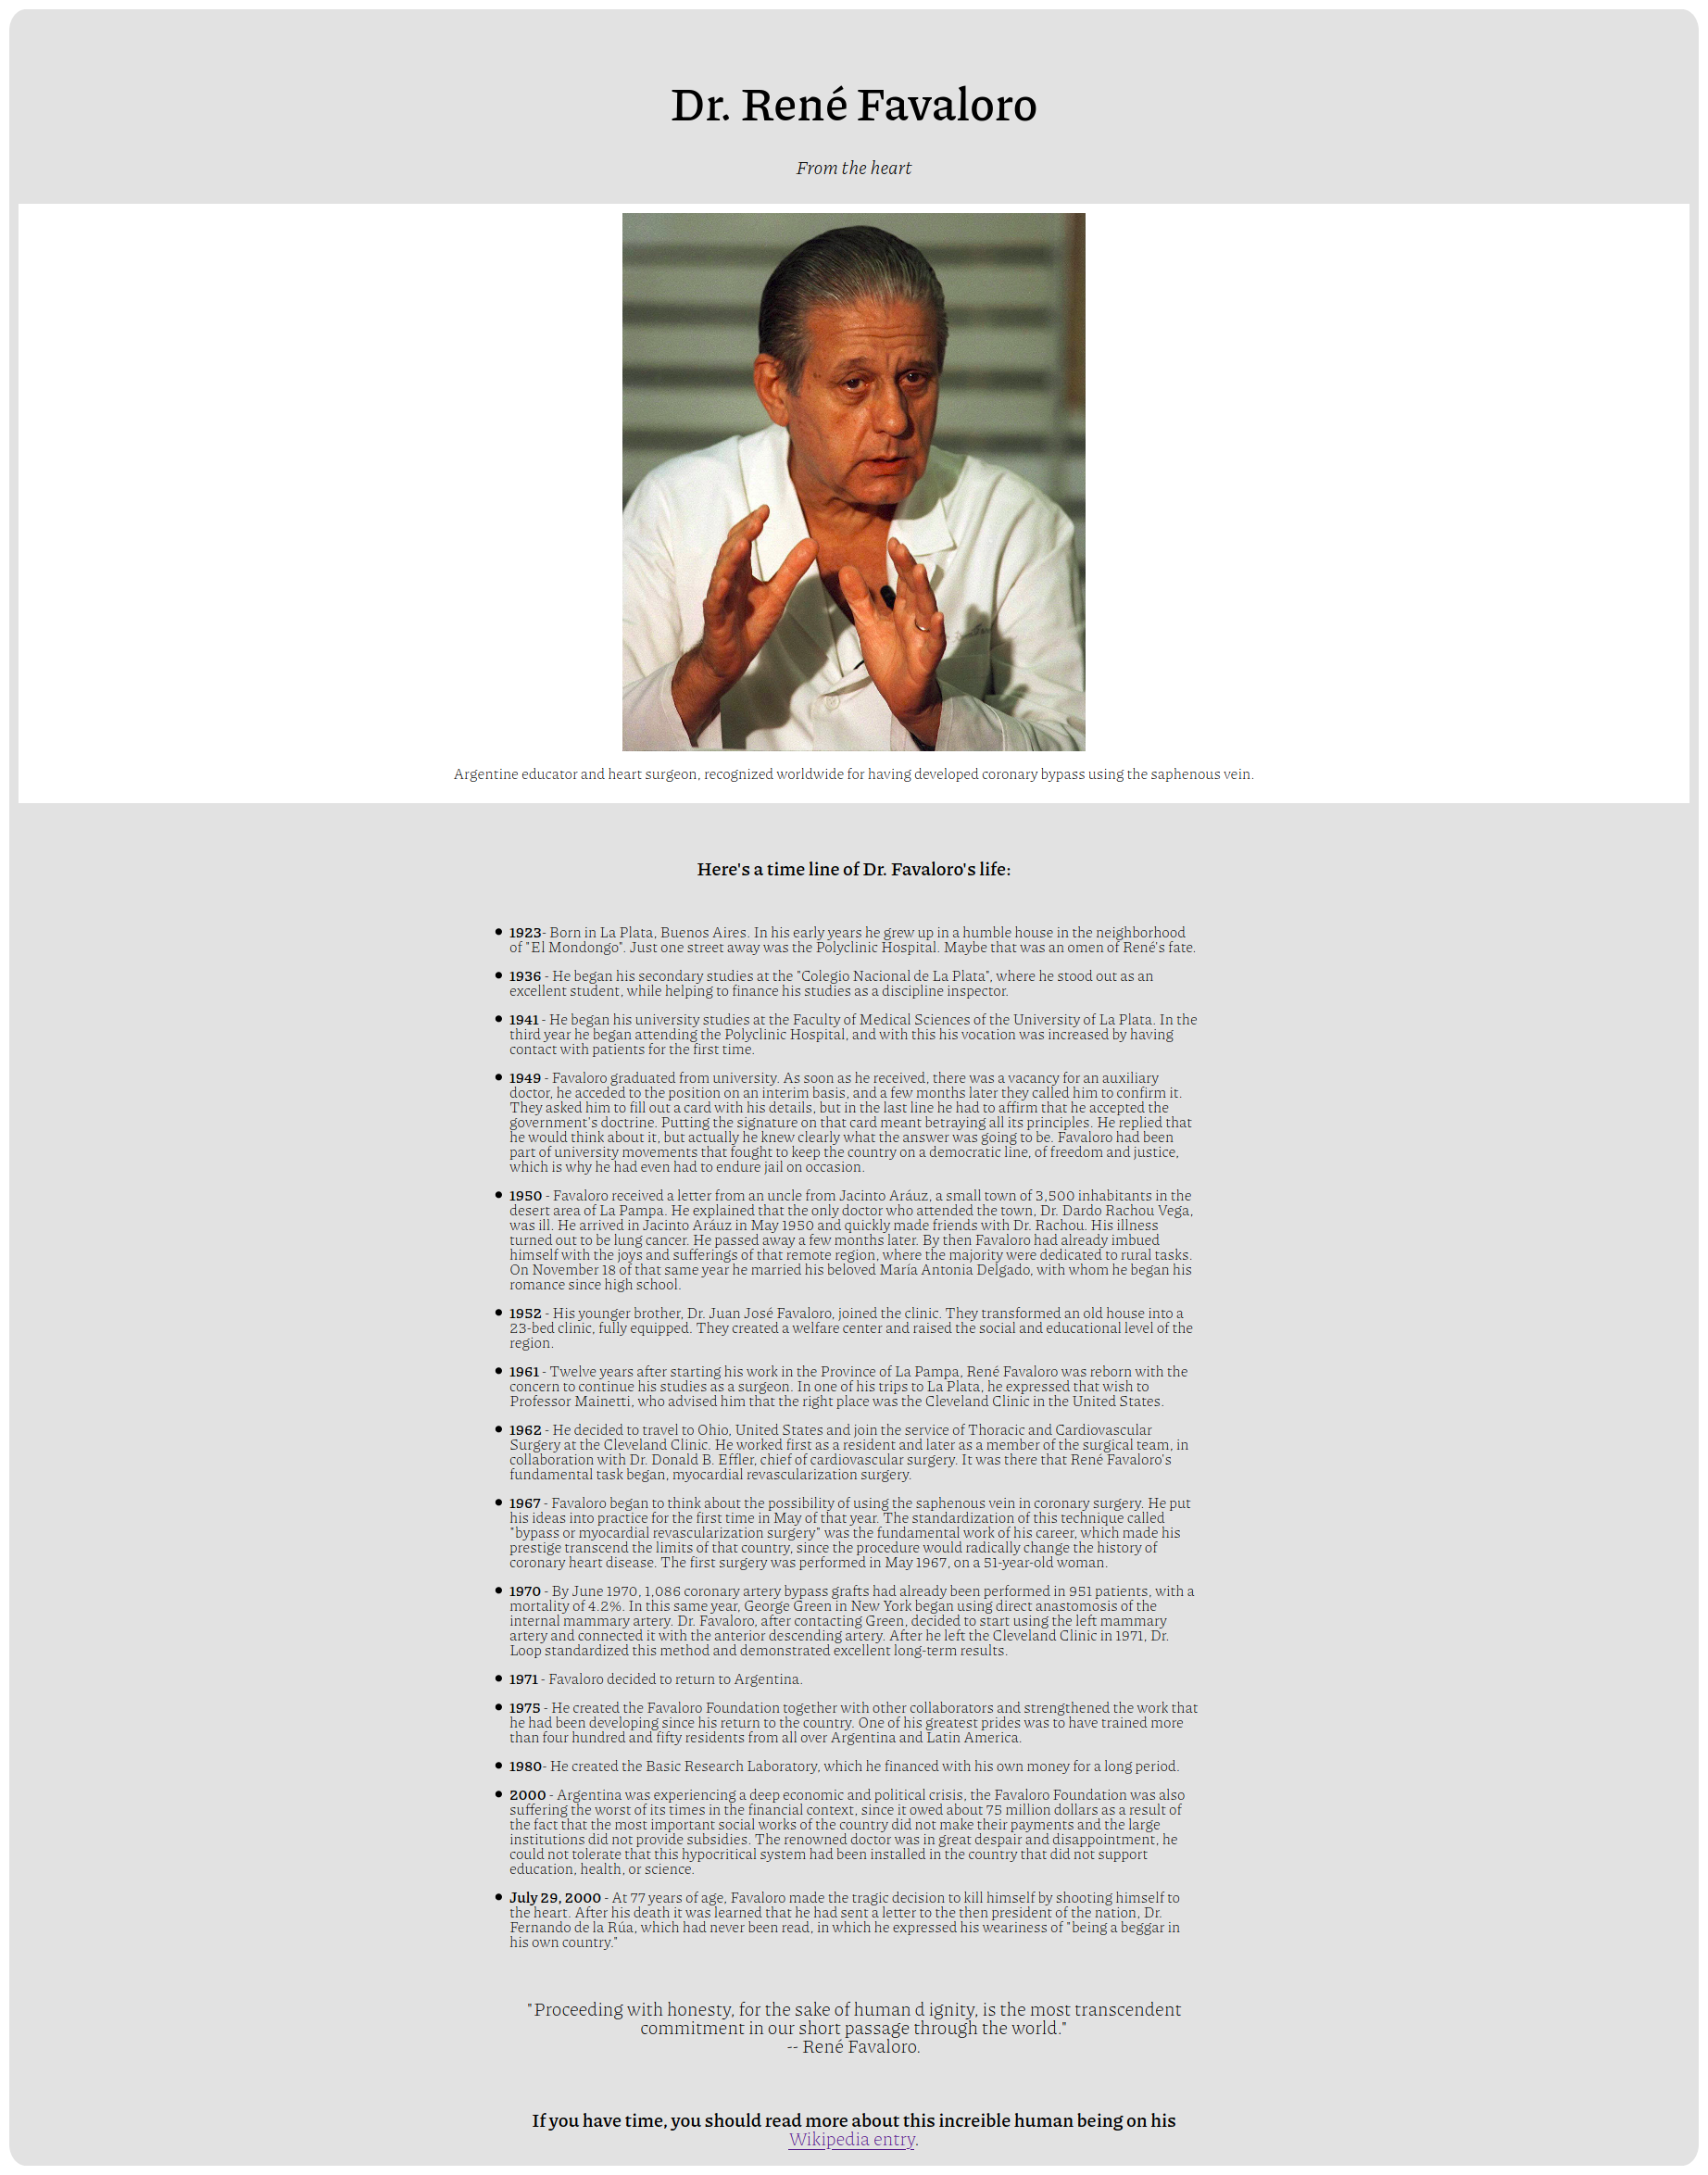 Dr. René Favaloro
From the heart
Argentine educator and heart surgeon, recognized worldwide for having developed coronary bypass using the saphenous vein.
Here's a time line of Dr. Favaloro's life:
• 1923- Born in La Plata, Buenos Aires. In his early years he grew up in a humble house in the neighborhood
of "El Mondongo". Just one street away was the Polyclinic Hospital. Maybe that was an omen of René's fate.
• 1936 - He began his secondary studies at the "Colegio Nacional de La Plata", where he stood out as an
excellent student, while helping to finance his studies as a discipline inspector.
• 1941 - He began his university studies at the Faculty of Medical Sciences of the University of La Plata. In the
third year he began attending the Polyclinic Hospital, and with this his vocation was increased by having
contact with patients for the first time.
• 1949 - Favaloro graduated from university. As soon as he received, there was a vacancy for an auxiliary
doctor, he acceded to the position on an interim basis, and a few months later they called him to confirm it.
They asked him to fill out a card with his details, but in the last line he had to affirm that he accepted the
government's doctrine. Putting the signature on that card meant betraying all its principles. He replied that
he would think about it, but actually he knew clearly what the answer was going to be. Favaloro had been
part of university movements that fought to keep the country on a democratic line, of freedom and justice,
which is why he had even had to endure jail on occasion.
• 1950 - Favaloro received a letter from an uncle from Jacinto Aráuz, a small town of 3,500 inhabitants in the
desert area of La Pampa. He explained that the only doctor who attended the town, Dr. Dardo Rachou Vega,
was ill. He arrived in Jacinto Aráuz in May 1950 and quickly made friends with Dr. Rachou. His illness
turned out to be lung cancer. He passed away a few months later. By then Favaloro had already imbued
himself with the joys and sufferings of that remote region, where the majority were dedicated to rural tasks.
On November 18 of that same year he married his beloved María Antonia Delgado, with whom he began his
romance since high school.
• 1952 - His younger brother, Dr. Juan José Favaloro, joined the clinic. They transformed an old house into a
23-bed clinic, fully equipped. They created a welfare center and raised the social and educational level of the
region.
• 1961 - Twelve years after starting his work in the Province of La Pampa, René Favaloro was reborn with the
concern to continue his studies as a surgeon. In one of his trips to La Plata, he expressed that wish to
Professor Mainetti, who advised him that the right place was the Cleveland Clinic in the United States.
• 1962 - He decided to travel to Ohio, United States and join the service of Thoracic and Cardiovascular
Surgery at the Cleveland Clinic. He worked first as a resident and later as a member of the surgical team, in
collaboration with Dr. Donald B. Effler, chief of cardiovascular surgery. It was there that René Favaloro's
fundamental task began, myocardial revascularization surgery.
• 1967 - Favaloro began to think about the possibility of using the saphenous vein in coronary surgery. He put
his ideas into practice for the first time in May of that year. The standardization of this technique called
"bypass or myocardial revascularization surgery" was the fundamental work of his career, which made his
prestige transcend the limits of that country, since the procedure would radically change the history of
coronary heart disease. The first surgery was performed in May 1967, on a 51-year-old woman.
• 1970 - By June 1970, 1,086 coronary artery bypass grafts had already been performed in 951 patients, with a
mortality of 4.2%. In this same year, George Green in New York began using direct anastomosis of the
internal mammary artery. Dr. Favaloro, after contacting Green, decided to start using the left mammary
artery and connected it with the anterior descending artery. After he left the Cleveland Clinic in 1971, Dr.
Loop standardized this method and demonstrated excellent long-term results.
• 1971 - Favaloro decided to return to Argentina.
• 1975 - He created the Favaloro Foundation together with other collaborators and strengthened the work that
he had been developing since his return to the country. One of his greatest prides was to have trained more
than four hundred and fifty residents from all over Argentina and Latin America.
• 1980- He created the Basic Research Laboratory, which he financed with his own money for a long period.
• 2000 - Argentina was experiencing a deep economic and political crisis, the Favaloro Foundation was also
suffering the worst of its times in the financial context, since it owed about 75 million dollars as a result of
the fact that the most important social works of the country did not make their payments and the large
institutions did not provide subsidies. The renowned doctor was in great despair and disappointment, he
could not tolerate that this hypocritical system had been installed in the country that did not support
education, health, or science.
• July 29, 2000 - At 77 years of age, Favaloro made the tragic decision to kill himself by shooting himself to
the heart. After his death it was learned that he had sent a letter to the then president of the nation, Dr.
Fernando de la Rúa, which had never been read, in which he expressed his weariness of "being a beggar in
his own country."
"Proceeding with honesty, for the sake of human d ignity, is the most transcendent
commitment in our short passage through the world."
-- René Favaloro.
If you have time, you should read more about this increible human being on his
Wikipedia entry.